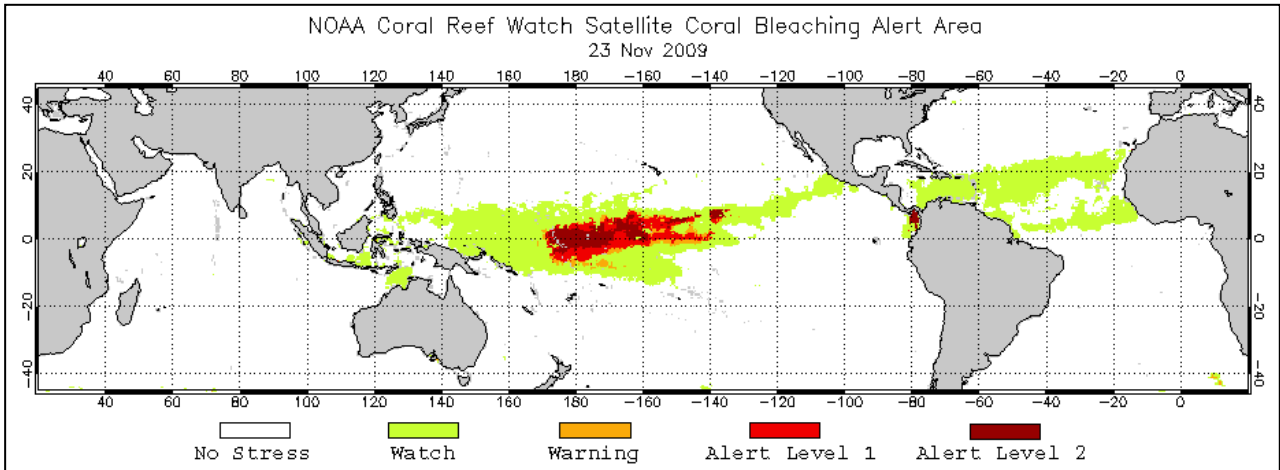 NOAA Coral Reef Watch Satellite Coral Bleaching Alert Area
23 Nov 2009
40 60 80 100 120 140 160 180 -160 -140 -120 -100 -80 -60 -40 -20 0
40 40
20 20
0 0
-20 -20
-40 -40
40 60 80 100 120 140 160 180 -160 -140 -120 -100 -80 -60 -40 -20 0
No Stress Watch Warning Alert Level 1 Alert Level 2